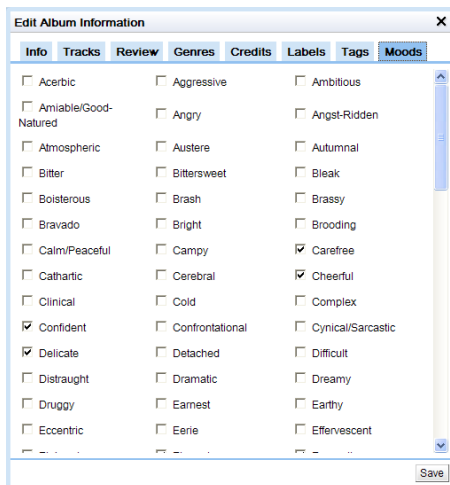 Edit Album Information
Info Tracks Review Genres Credits Labels Tags Moods
Acerbic Aggressive Ambitious
Amiable/Good-
Natured Angry Angst-Ridden
Atmospheric Austere Autumnal
Bitter Bittersweet Bleak
Boisterous Brash Brassy
Bravado Bright Brooding
Calm/Peaceful Campy Carefree
Cathartic Cerebral Cheerful
Clinical Cold Complex
Confident Confrontational Cynical/Sarcastic
Delicate Detached Difficult
Distraught Dramatic Dreamy
Druggy Earnest Earthy
Eccentric Eerie Effervescent
Save